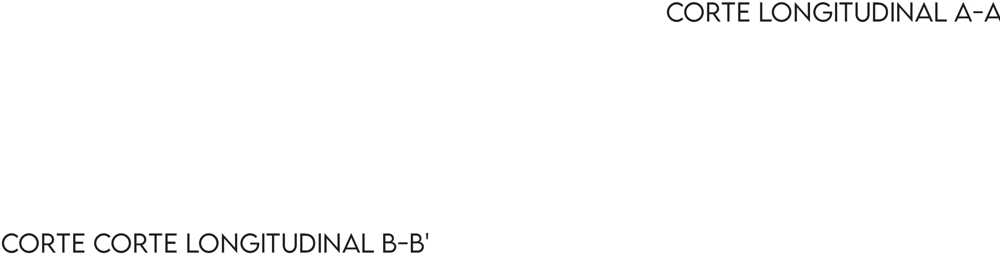 CORTE LONGITUDINAL A-A
CORTE CORTE LONGITUDINAL B-B'